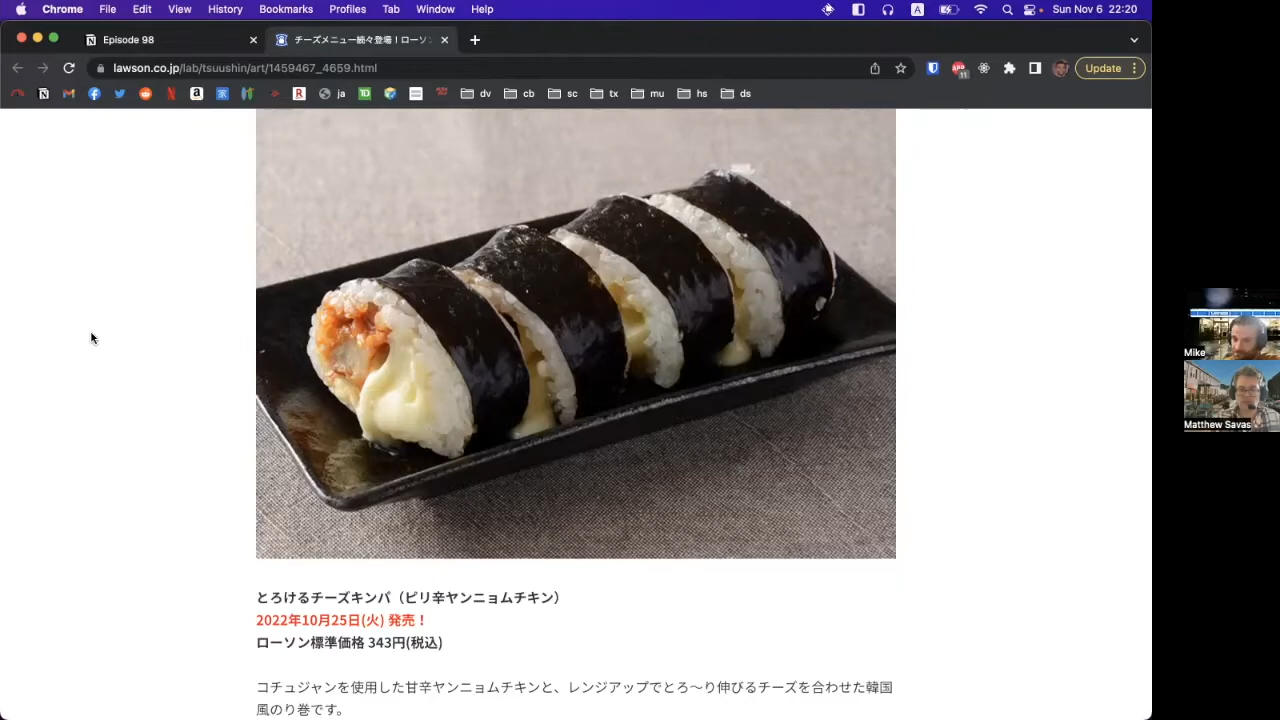 Chrome File Edit View History Bookmarks Profiles Tab Window Help A Sun Nov 6 22:20
Episode 98
チーズメニュー続々登場！ローソン
lawson.co.jp/lab/tsuushin/art/1459467_4659.html
11
Update
ja
dv
cb
sc
tx
mu
hs
ds
Mike
Matthew Savas
とろけるチーズキンパ（ピリ辛ヤンニョムチキン）
2022年10月25日(火) 発売！
ローソン標準価格 343円(税込)
コチュジャンを使用した甘辛ヤンニョムチキンと、レンジアップでとろ～り伸びるチーズを合わせた韓国
風のり巻です。